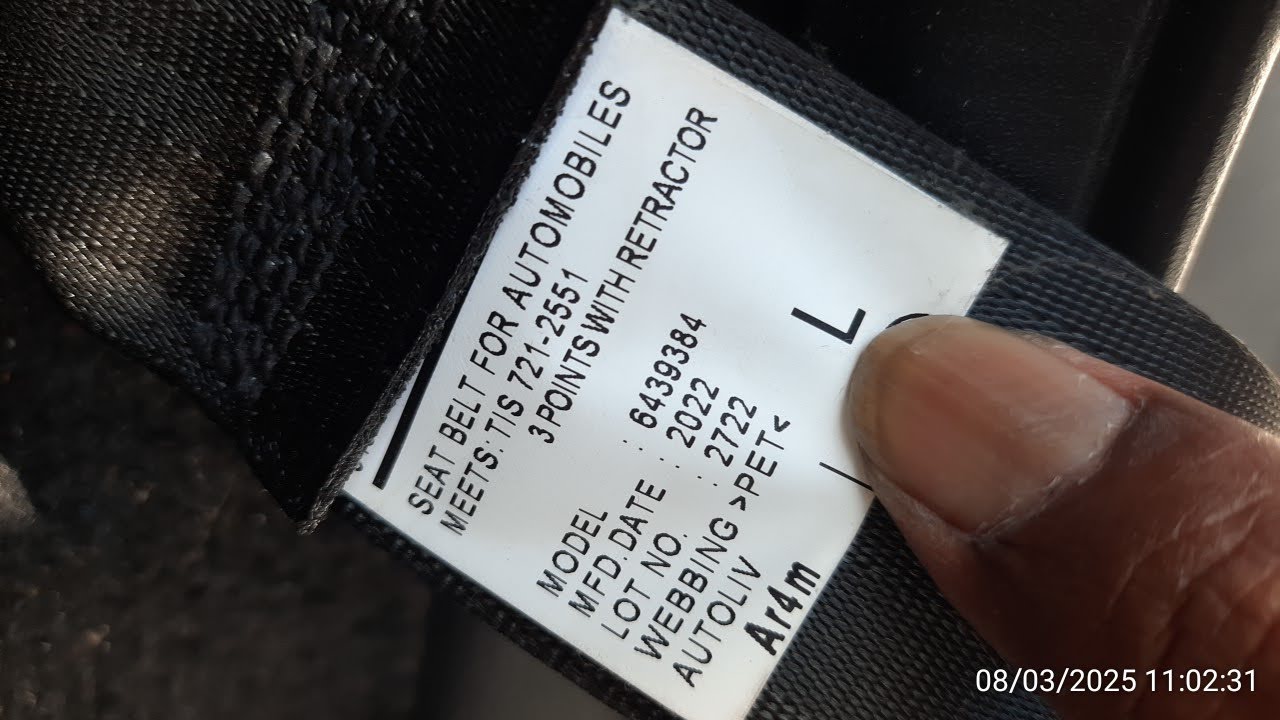 SEAT BELT FOR AUTOMOBILES
MEETS: TIS 721-2551
3 POINTS WITH RETRACTOR
MODEL : 6439384
MFD. DATE : 2022
LOT NO. : 2722
WEBBING >PET<
AUTOLIV
Ar4m
L
08/03/2025 11:02:31